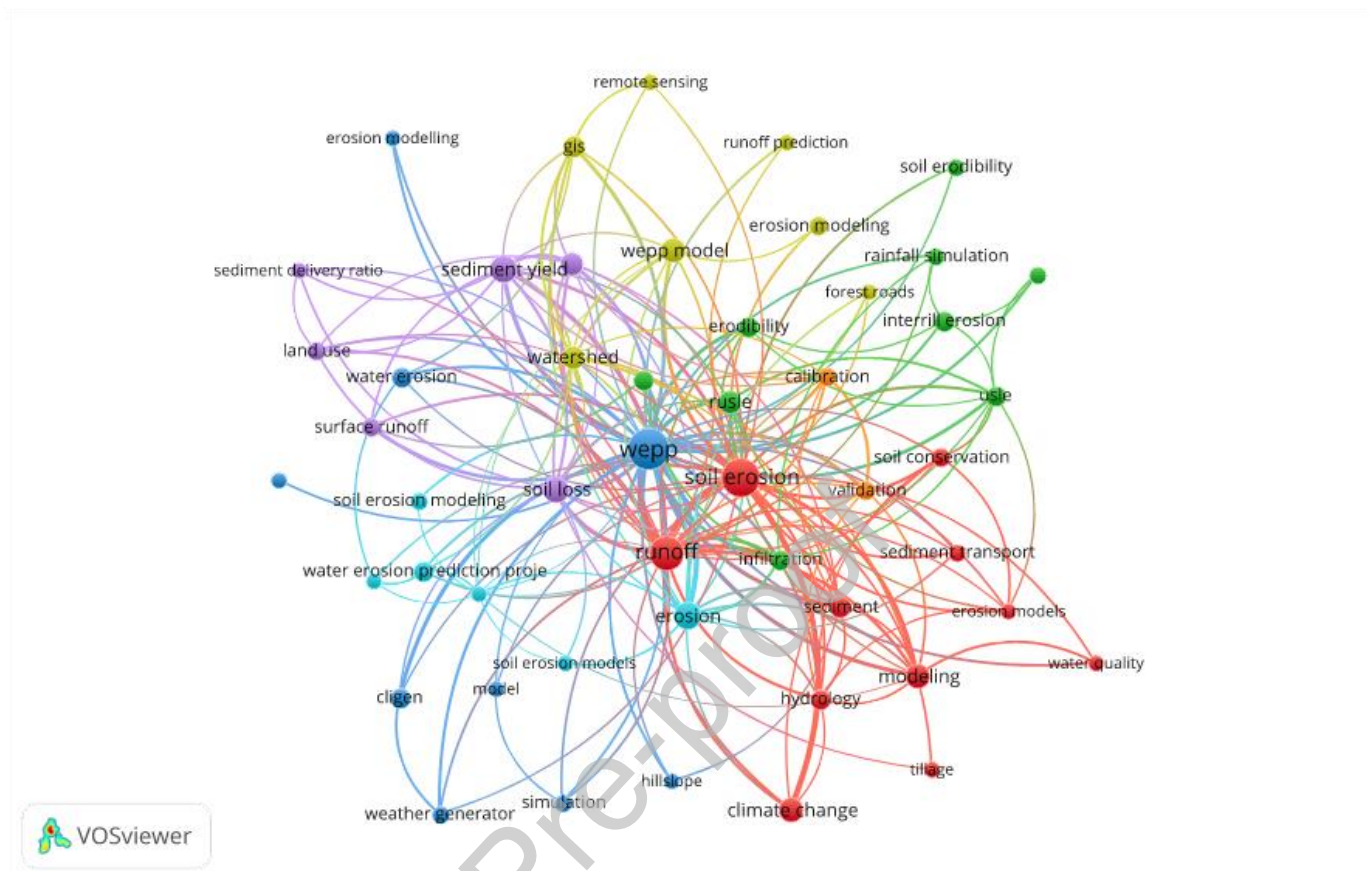 remote sensing
erosion modelling
gis
runoff prediction
soil erodibility
erosion modeling
wepp model
rainfall simulation
sediment delivery ratio
sediment yield
forest roads
erodibility
interrill erosion
land use
watershed
water erosion
calibration
rusle
usle
surface runoff
wepp
soil conservation
soil erosion
soil loss
validation
soil erosion modeling
runoff
infiltration
sediment transport
water erosion prediction proje
sediment
erosion models
erosion
soil erosion models
water quality
model
modeling
cligen
hydrology
tillage
hillslope
simulation
weather generator
climate change
VOSviewer
Pre-proof